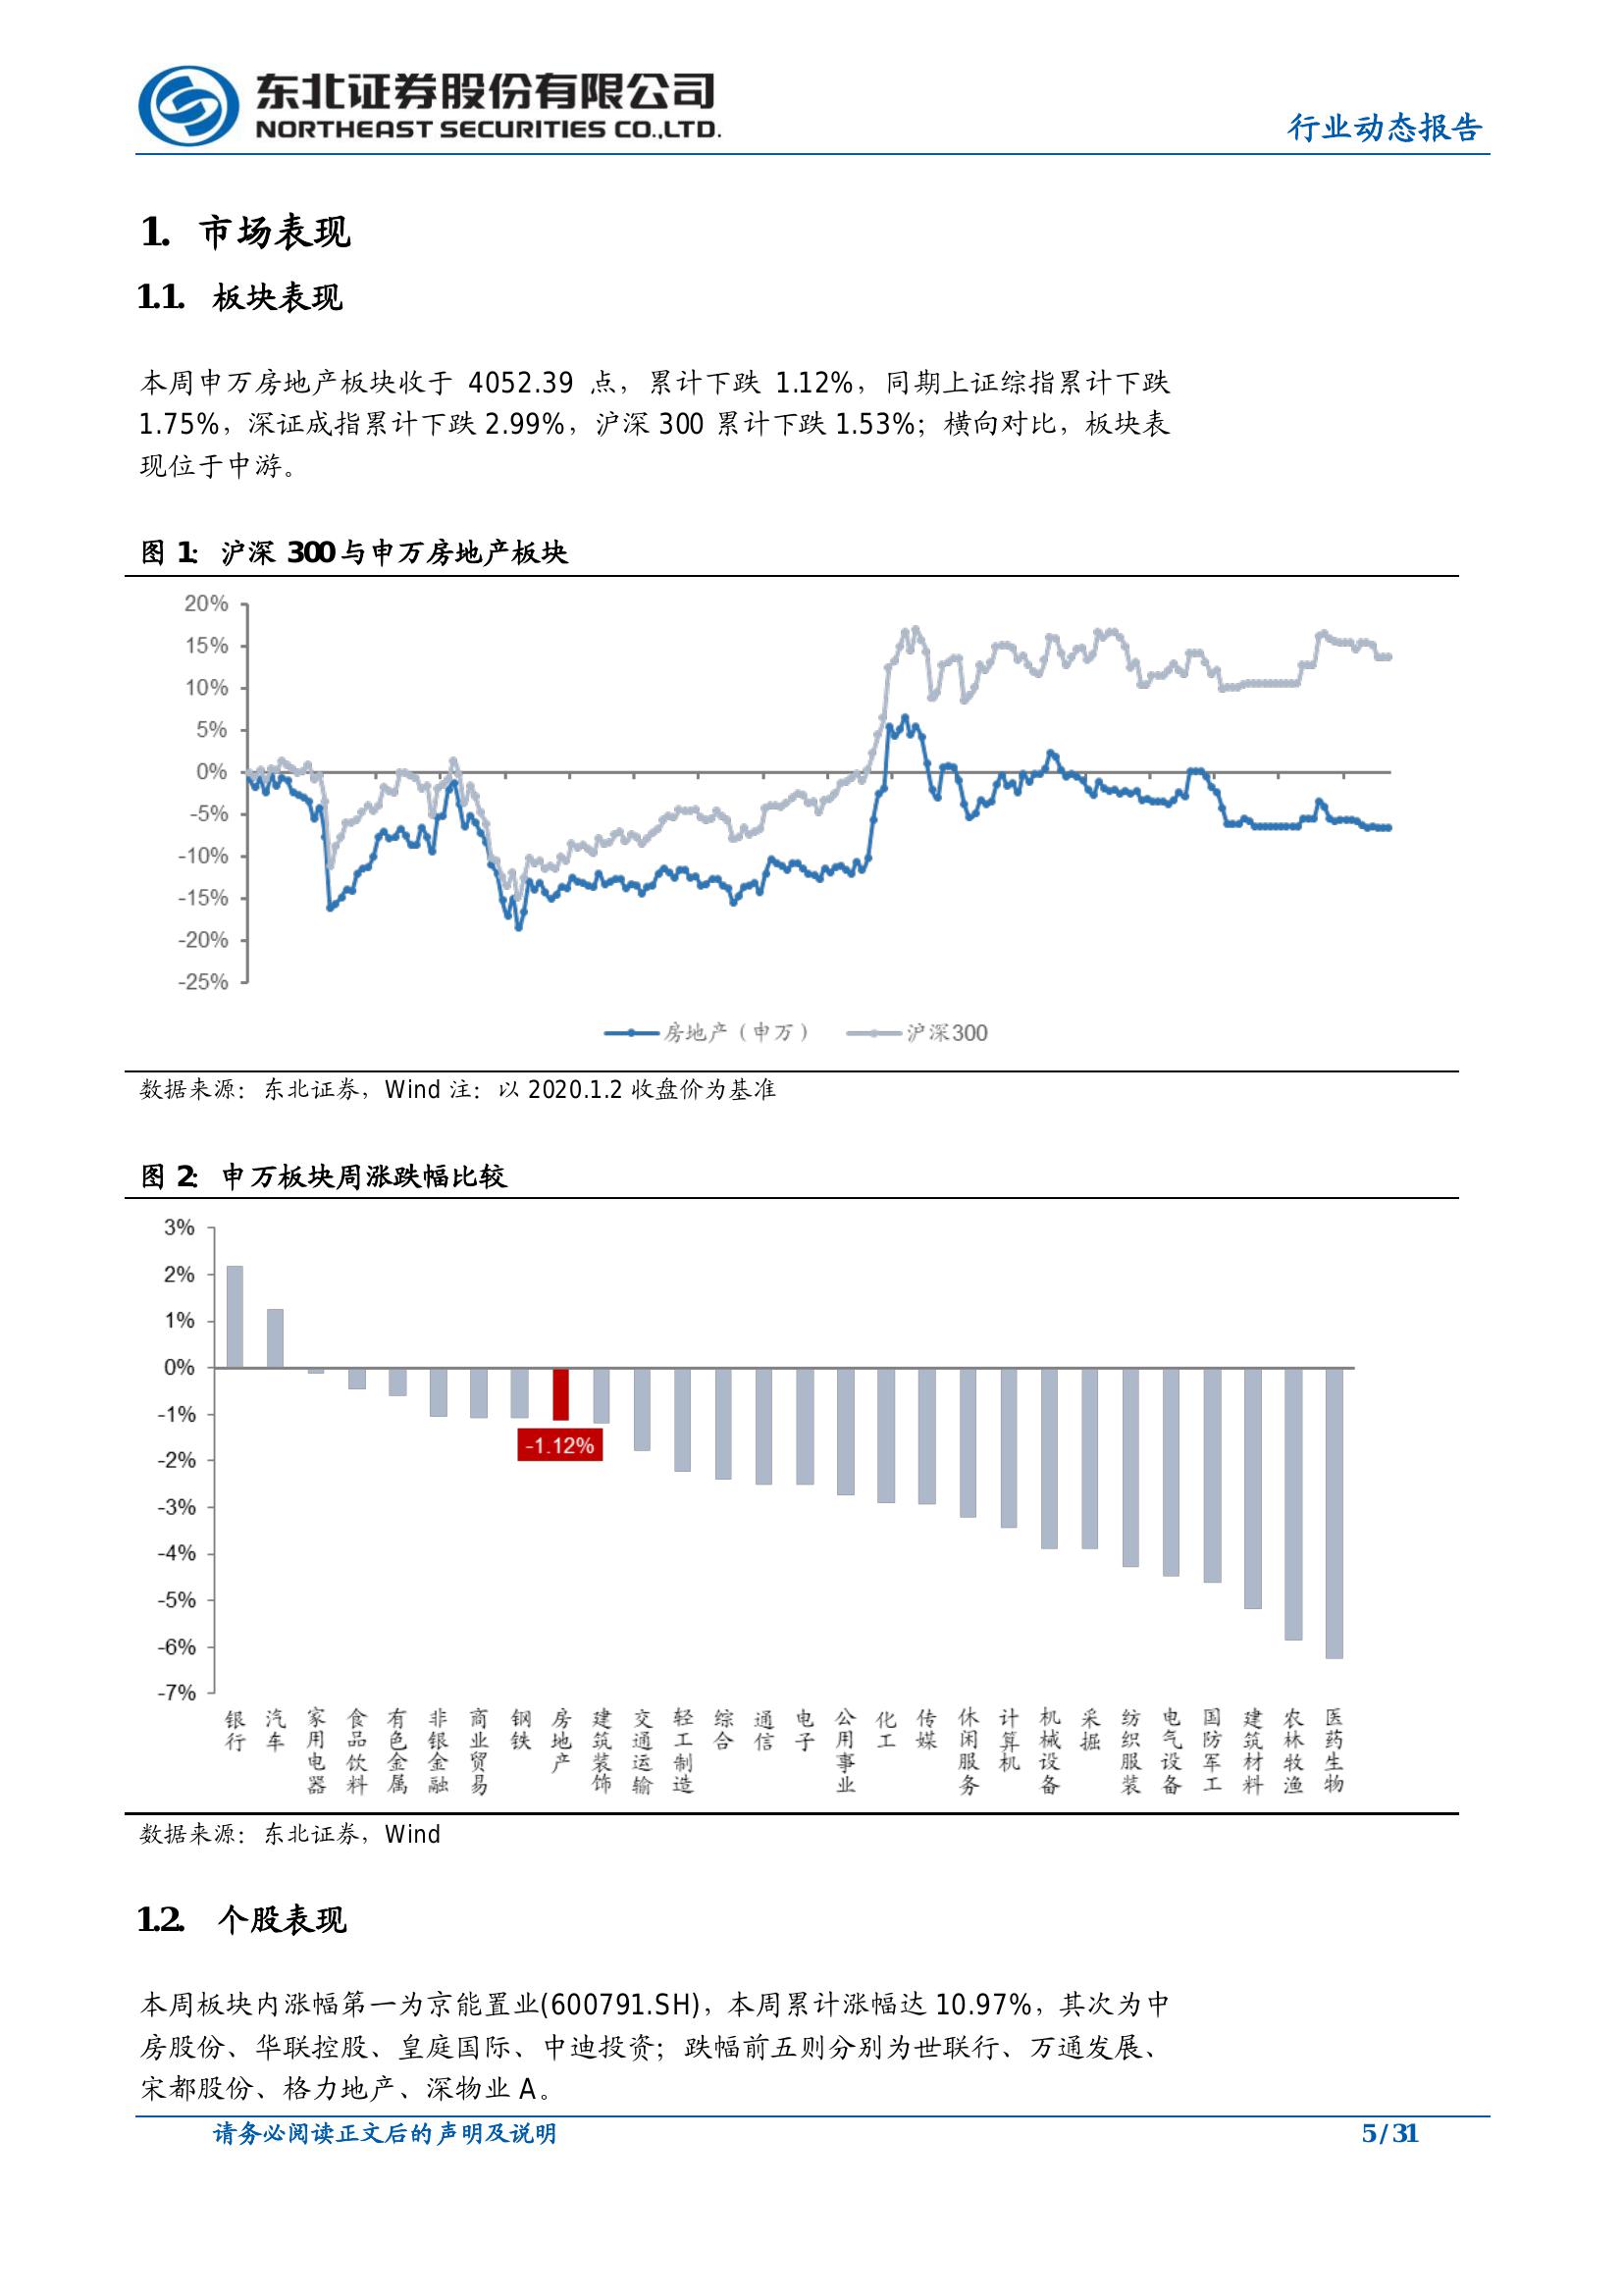 东北证券股份有限公司
NORTHEAST SECURITIES CO.,LTD.
行业动态报告
1. 市场表现
1.1. 板块表现
本周申万房地产板块收于 4052.39 点，累计下跌 1.12%，同期上证综指累计下跌
1.75%，深证成指累计下跌 2.99%，沪深 300 累计下跌 1.53%；横向对比，板块表
现位于中游。
图 1：沪深 300 与申万房地产板块
20%
15%
10%
5%
0%
-5%
-10%
-15%
-20%
-25%
房地产（申万） 沪深300
数据来源：东北证券，Wind 注：以 2020.1.2 收盘价为基准
图 2：申万板块周涨跌幅比较
3%
2%
1%
0%
-1%
-2%
-3%
-4%
-5%
-6%
-7%
-1.12%
银行 汽车 家用电器 食品饮料 有色金属 非银金融 商业贸易 钢铁 房地产 建筑装饰 交通运输 轻工制造 综合 通信 电子 公用事业 化工 传媒 休闲服务 计算机 机械设备 采掘 纺织服装 电气设备 国防军工 建筑材料 农林牧渔 医药生物
数据来源：东北证券，Wind
1.2. 个股表现
本周板块内涨幅第一为京能置业(600791.SH)，本周累计涨幅达 10.97%，其次为中
房股份、华联控股、皇庭国际、中迪投资；跌幅前五则分别为世联行、万通发展、
宋都股份、格力地产、深物业 A。
请务必阅读正文后的声明及说明
5 / 31